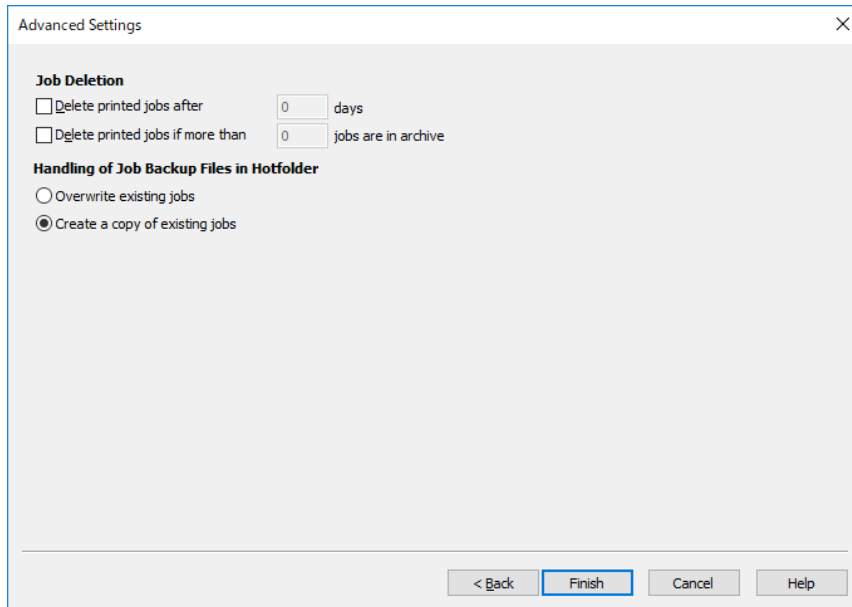 Advanced Settings
Job Deletion
Delete printed jobs after 0 days
Delete printed jobs if more than 0 jobs are in archive
Handling of Job Backup Files in Hotfolder
Overwrite existing jobs
Create a copy of existing jobs
< Back Finish Cancel Help